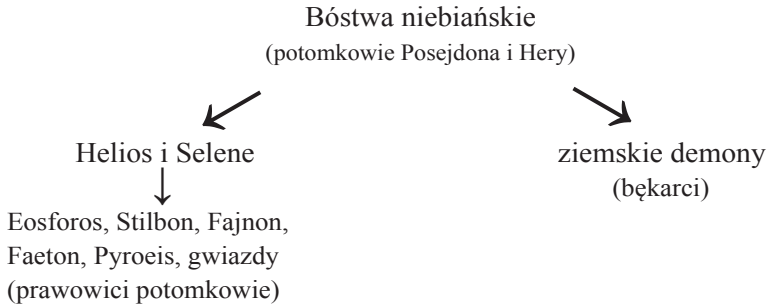 Bóstwa niebiańskie
(potomkowie Posejdona i Hery)
Helios i Selene
ziemskie demony
(bękarci)
Eosforos, Stilbon, Fajnon,
Faeton, Pyroeis, gwiazdy
(prawowici potomkowie)